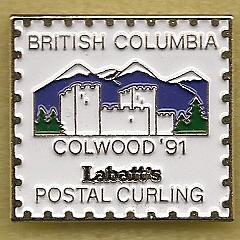 BRITISH COLUMBIA
COLWOOD '91
Labatt's
POSTAL CURLING